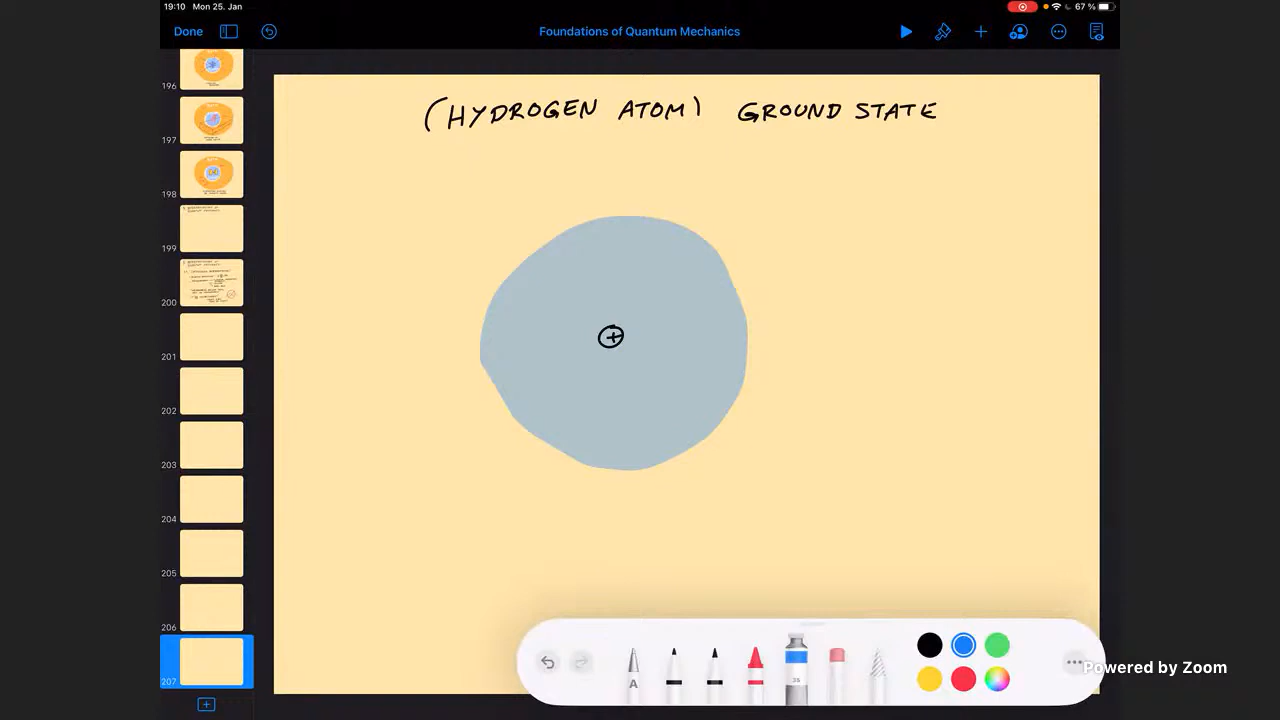 19:10 Mon 25. Jan
67 %
Done
Foundations of Quantum Mechanics
(HYDROGEN ATOM) GROUND STATE
+
196
197
198
199
200
201
202
203
204
205
206
207
A
35
Powered by Zoom